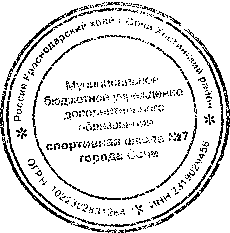 Россия Краснодарский край г. Сочи Хостинский район
Муниципальное
бюджетное учреждение
дополнительного
образования
спортивная школа №7
города Сочи
ОГРН
ИНН